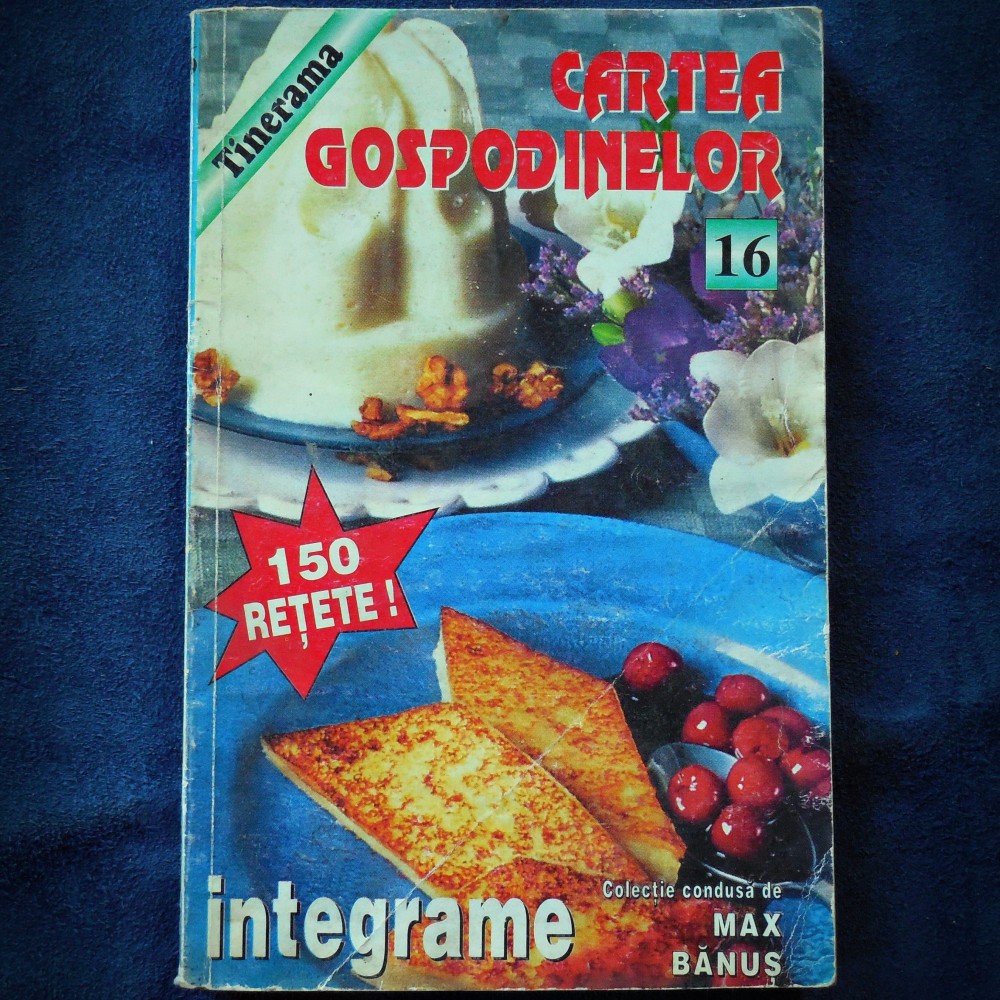 Tinerama
CARTEA
GOSPODINELOR
16
150
REȚETE !
integrame
Colecție condusă de
MAX
BĂNUȘ